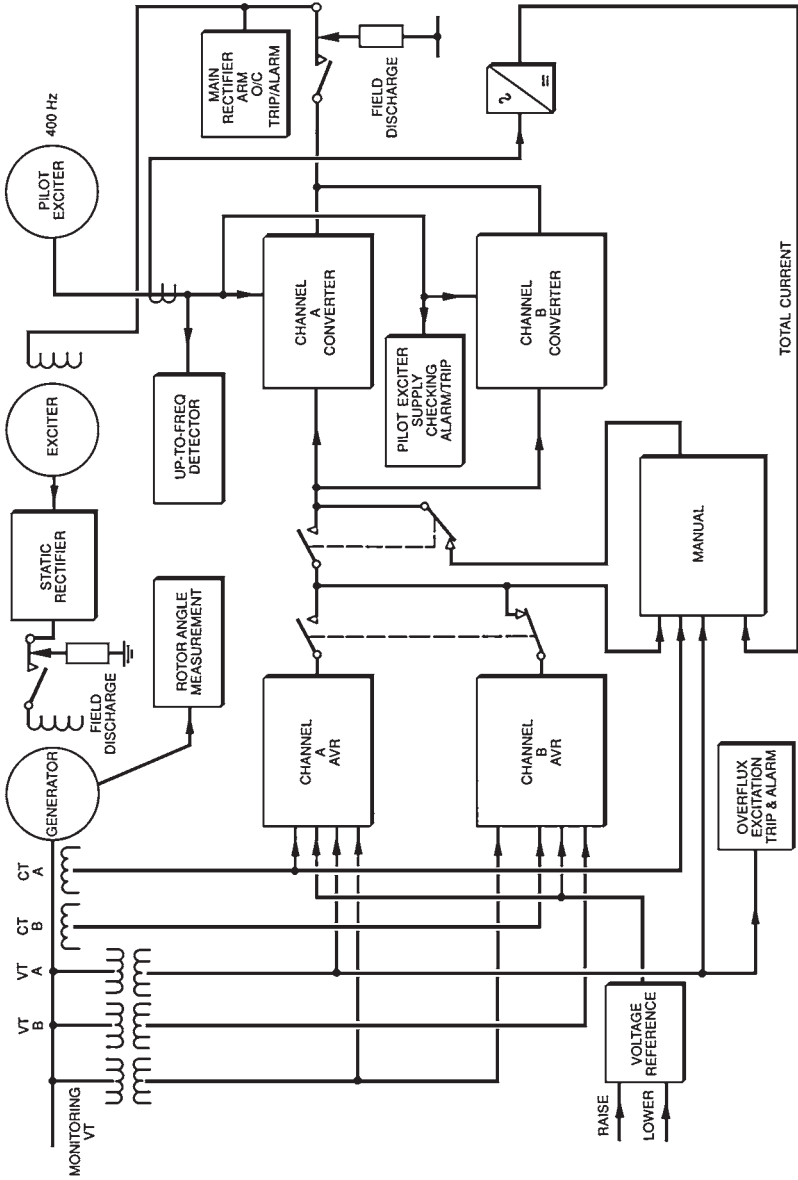 MONITORING
VT
VT
B
VT
A
CT
B
CT
A
GENERATOR
FIELD
DISCHARGE
STATIC
RECTIFIER
EXCITER
PILOT
EXCITER
400 Hz
ROTOR ANGLE
MEASUREMENT
UP-TO-FREQ
DETECTOR
MAIN
RECTIFIER
ARM
O/C
TRIP/ALARM
CHANNEL
A
AVR
CHANNEL
A
CONVERTER
FIELD
DISCHARGE
PILOT EXCITER
SUPPLY
CHECKING
ALARM/TRIP
CHANNEL
B
AVR
CHANNEL
B
CONVERTER
~
=
RAISE
LOWER
VOLTAGE
REFERENCE
OVERFLUX
EXCITATION
TRIP & ALARM
MANUAL
TOTAL CURRENT